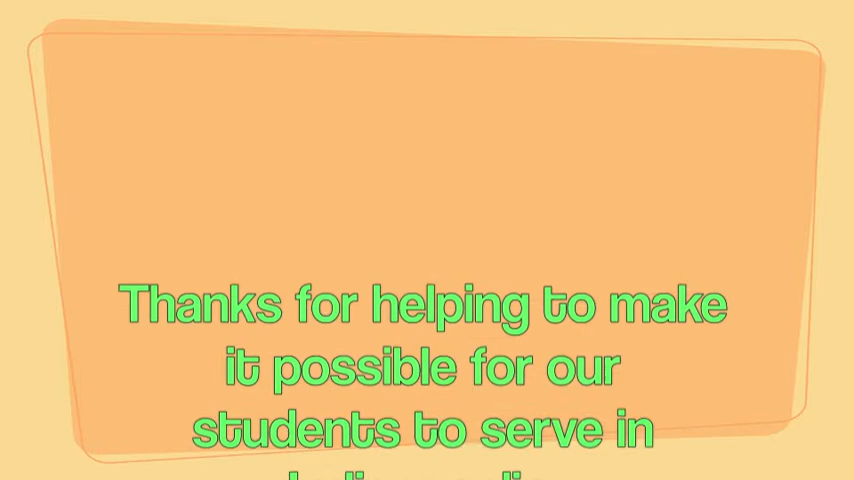 Thanks for helping to make
it possible for our
students to serve in